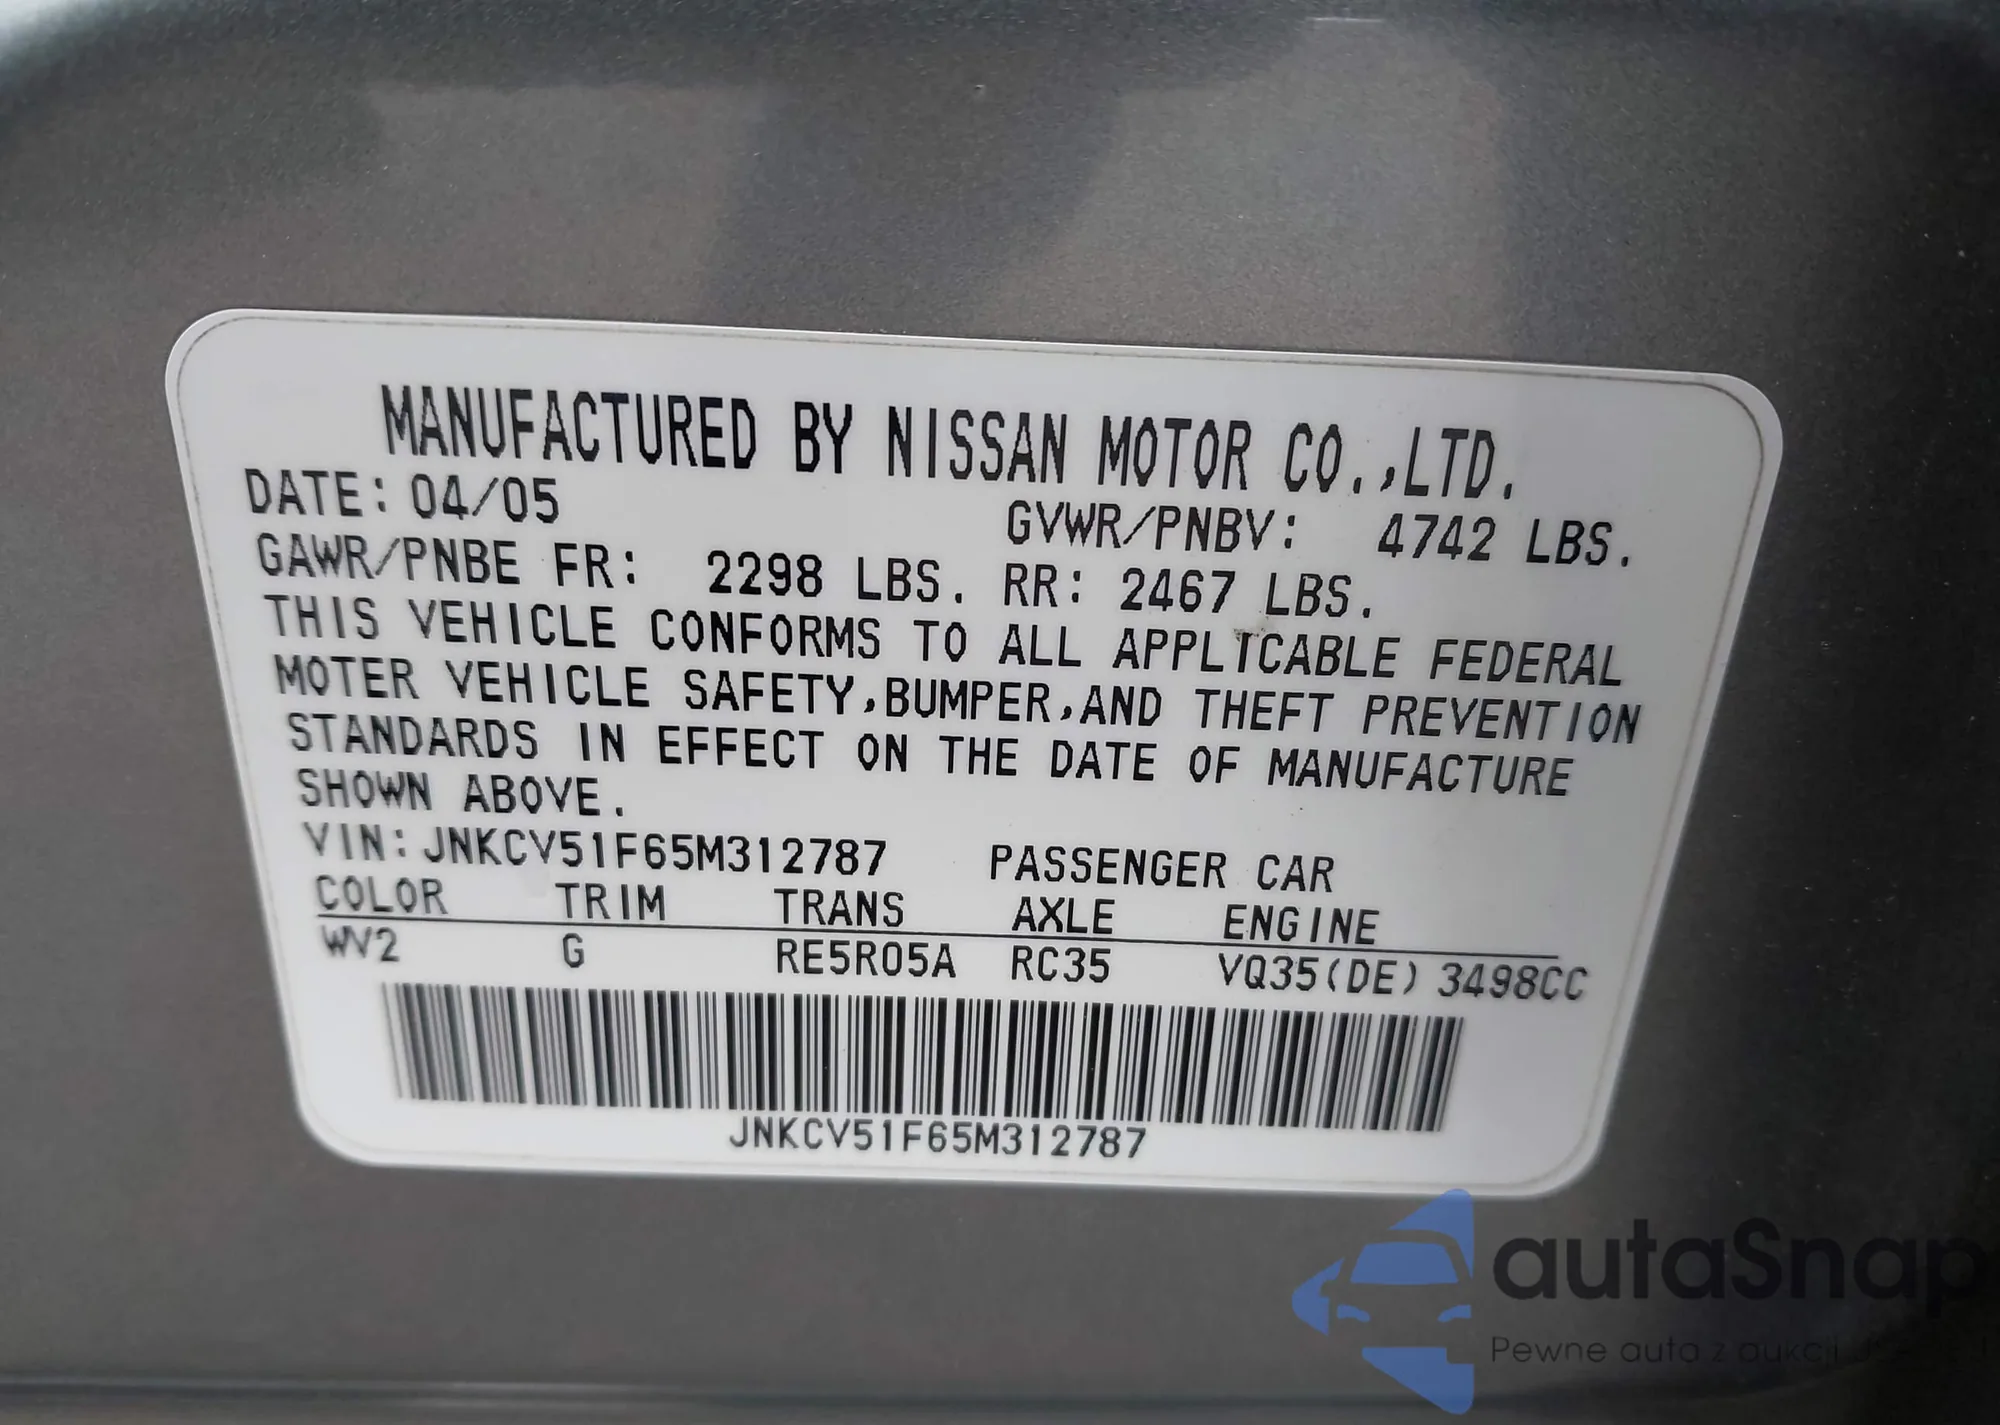 MANUFACTURED BY NISSAN MOTOR CO.,LTD.
DATE: 04/05 GVWR/PNBV: 4742 LBS.
GAWR/PNBE FR: 2298 LBS. RR: 2467 LBS.
THIS VEHICLE CONFORMS TO ALL APPLICABLE FEDERAL
MOTER VEHICLE SAFETY,BUMPER,AND THEFT PREVENTION
STANDARDS IN EFFECT ON THE DATE OF MANUFACTURE
SHOWN ABOVE.
VIN: JNKCV51F65M312787 PASSENGER CAR
COLOR TRIM TRANS AXLE ENGINE
WV2 G RE5R05A RC35 VQ35(DE) 3498CC
JNKCV51F65M312787
autaSnap
Pewne auta z aukcji